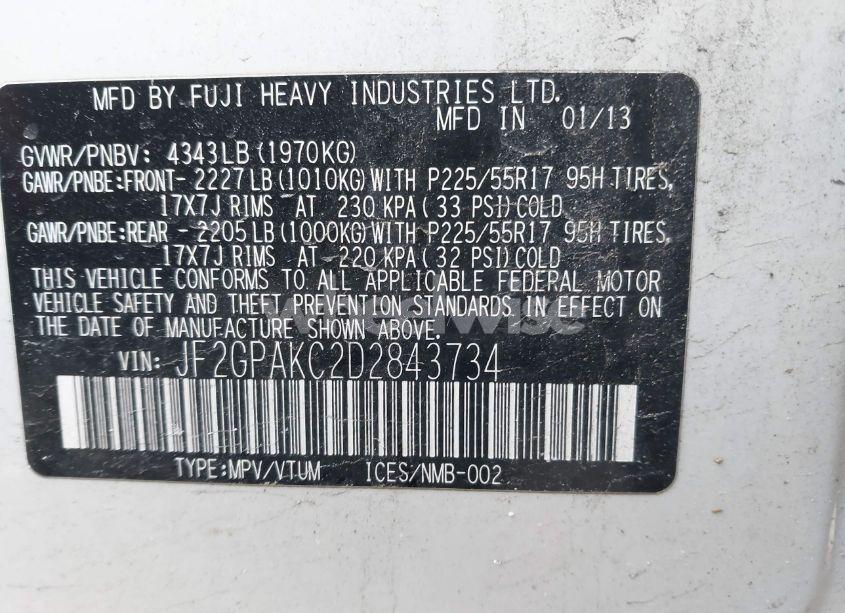 MFD BY FUJI HEAVY INDUSTRIES LTD.
MFD IN 01/13
GVWR/PNBV: 4343LB (1970KG)
GAWR/PNBE:FRONT- 2227LB (1010KG) WITH P225/55R17 95H TIRES,
17X7J RIMS AT 230 KPA ( 33 PSI) COLD
GAWR/PNBE:REAR - 2205LB (1000KG) WITH P225/55R17 95H TIRES,
17X7J RIMS AT 220 KPA ( 32 PSI) COLD
THIS VEHICLE CONFORMS TO ALL APPLICABLE FEDERAL MOTOR
VEHICLE SAFETY AND THEFT PREVENTION STANDARDS IN EFFECT ON
THE DATE OF MANUFACTURE SHOWN ABOVE.
VIN: JF2GPAKC2D2843734
TYPE:MPV/VTUM ICES/NMB-002